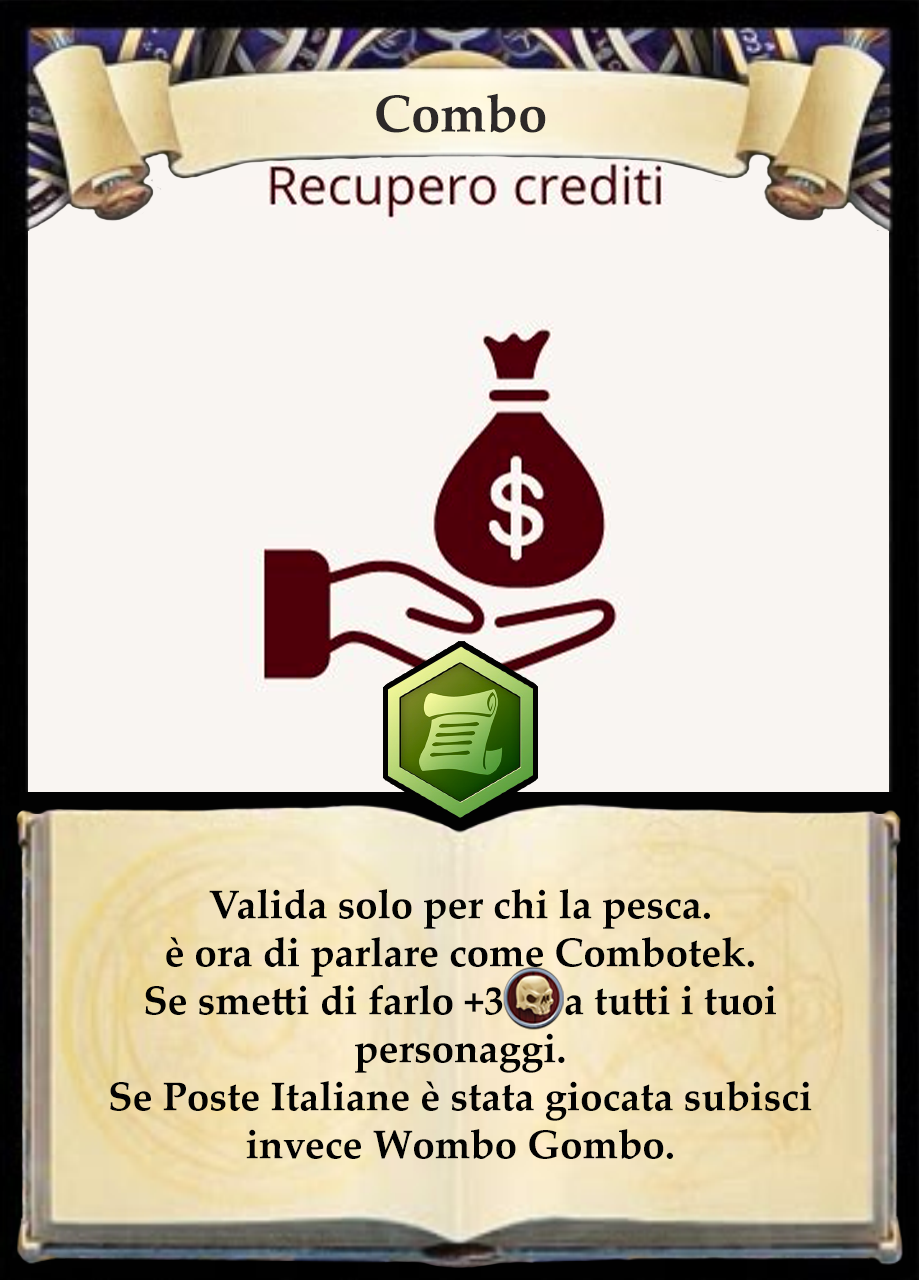 Combo
Recupero crediti
$
Valida solo per chi la pesca.
è ora di parlare come Combotek.
Se smetti di farlo +3 a tutti i tuoi
personaggi.
Se Poste Italiane è stata giocata subisci
invece Wombo Gombo.